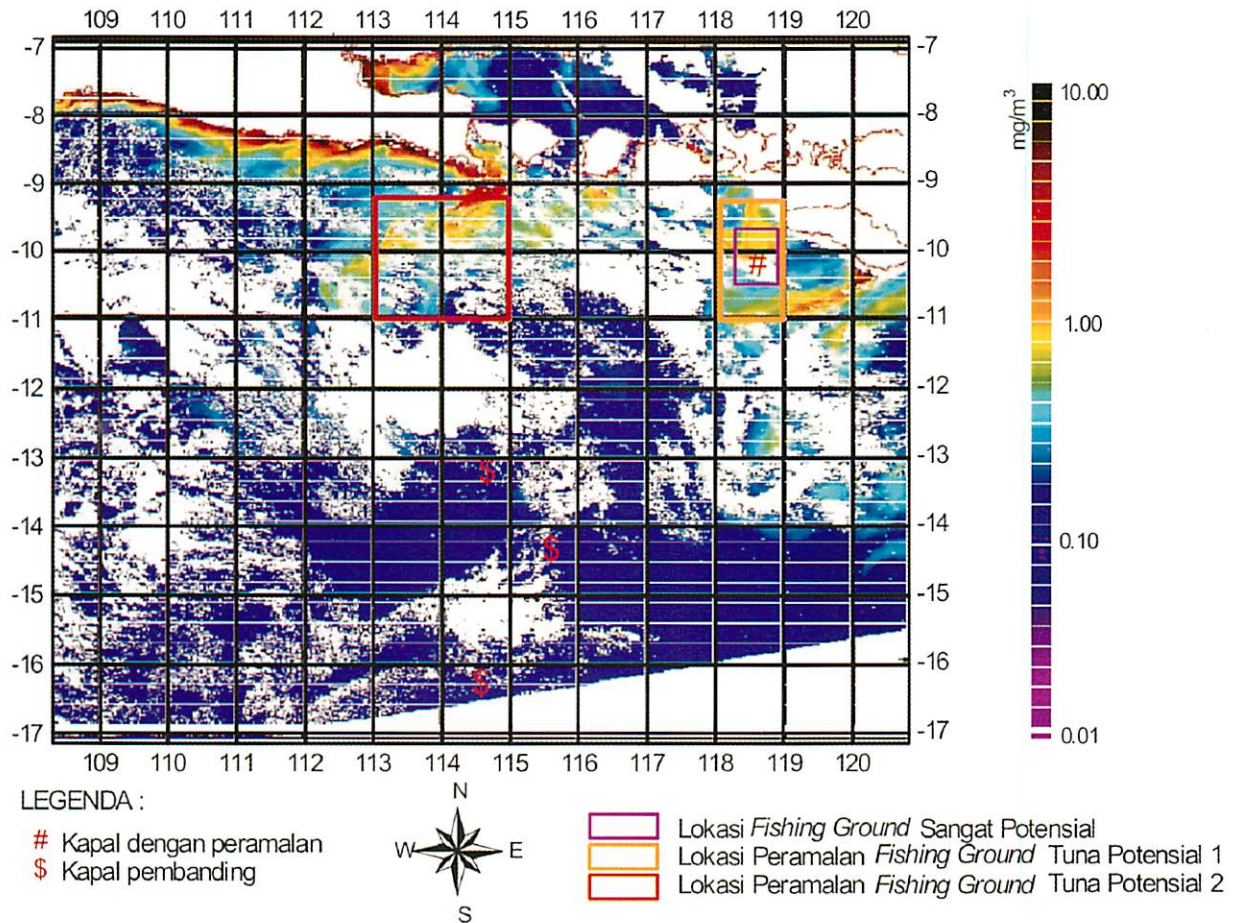 109 110 111 112 113 114 115 116 117 118 119 120
-7 -7
-8 -8
-9 -9
-10 -10
-11 -11
-12 -12
-13 -13
-14 -14
-15 -15
-16 -16
-17 -17
109 110 111 112 113 114 115 116 117 118 119 120
#
$
$
$
mg/m³
10.00
1.00
0.10
0.01
LEGENDA :
# Kapal dengan peramalan
$ Kapal pembanding
N
W E
S
Lokasi Fishing Ground Sangat Potensial
Lokasi Peramalan Fishing Ground Tuna Potensial 1
Lokasi Peramalan Fishing Ground Tuna Potensial 2